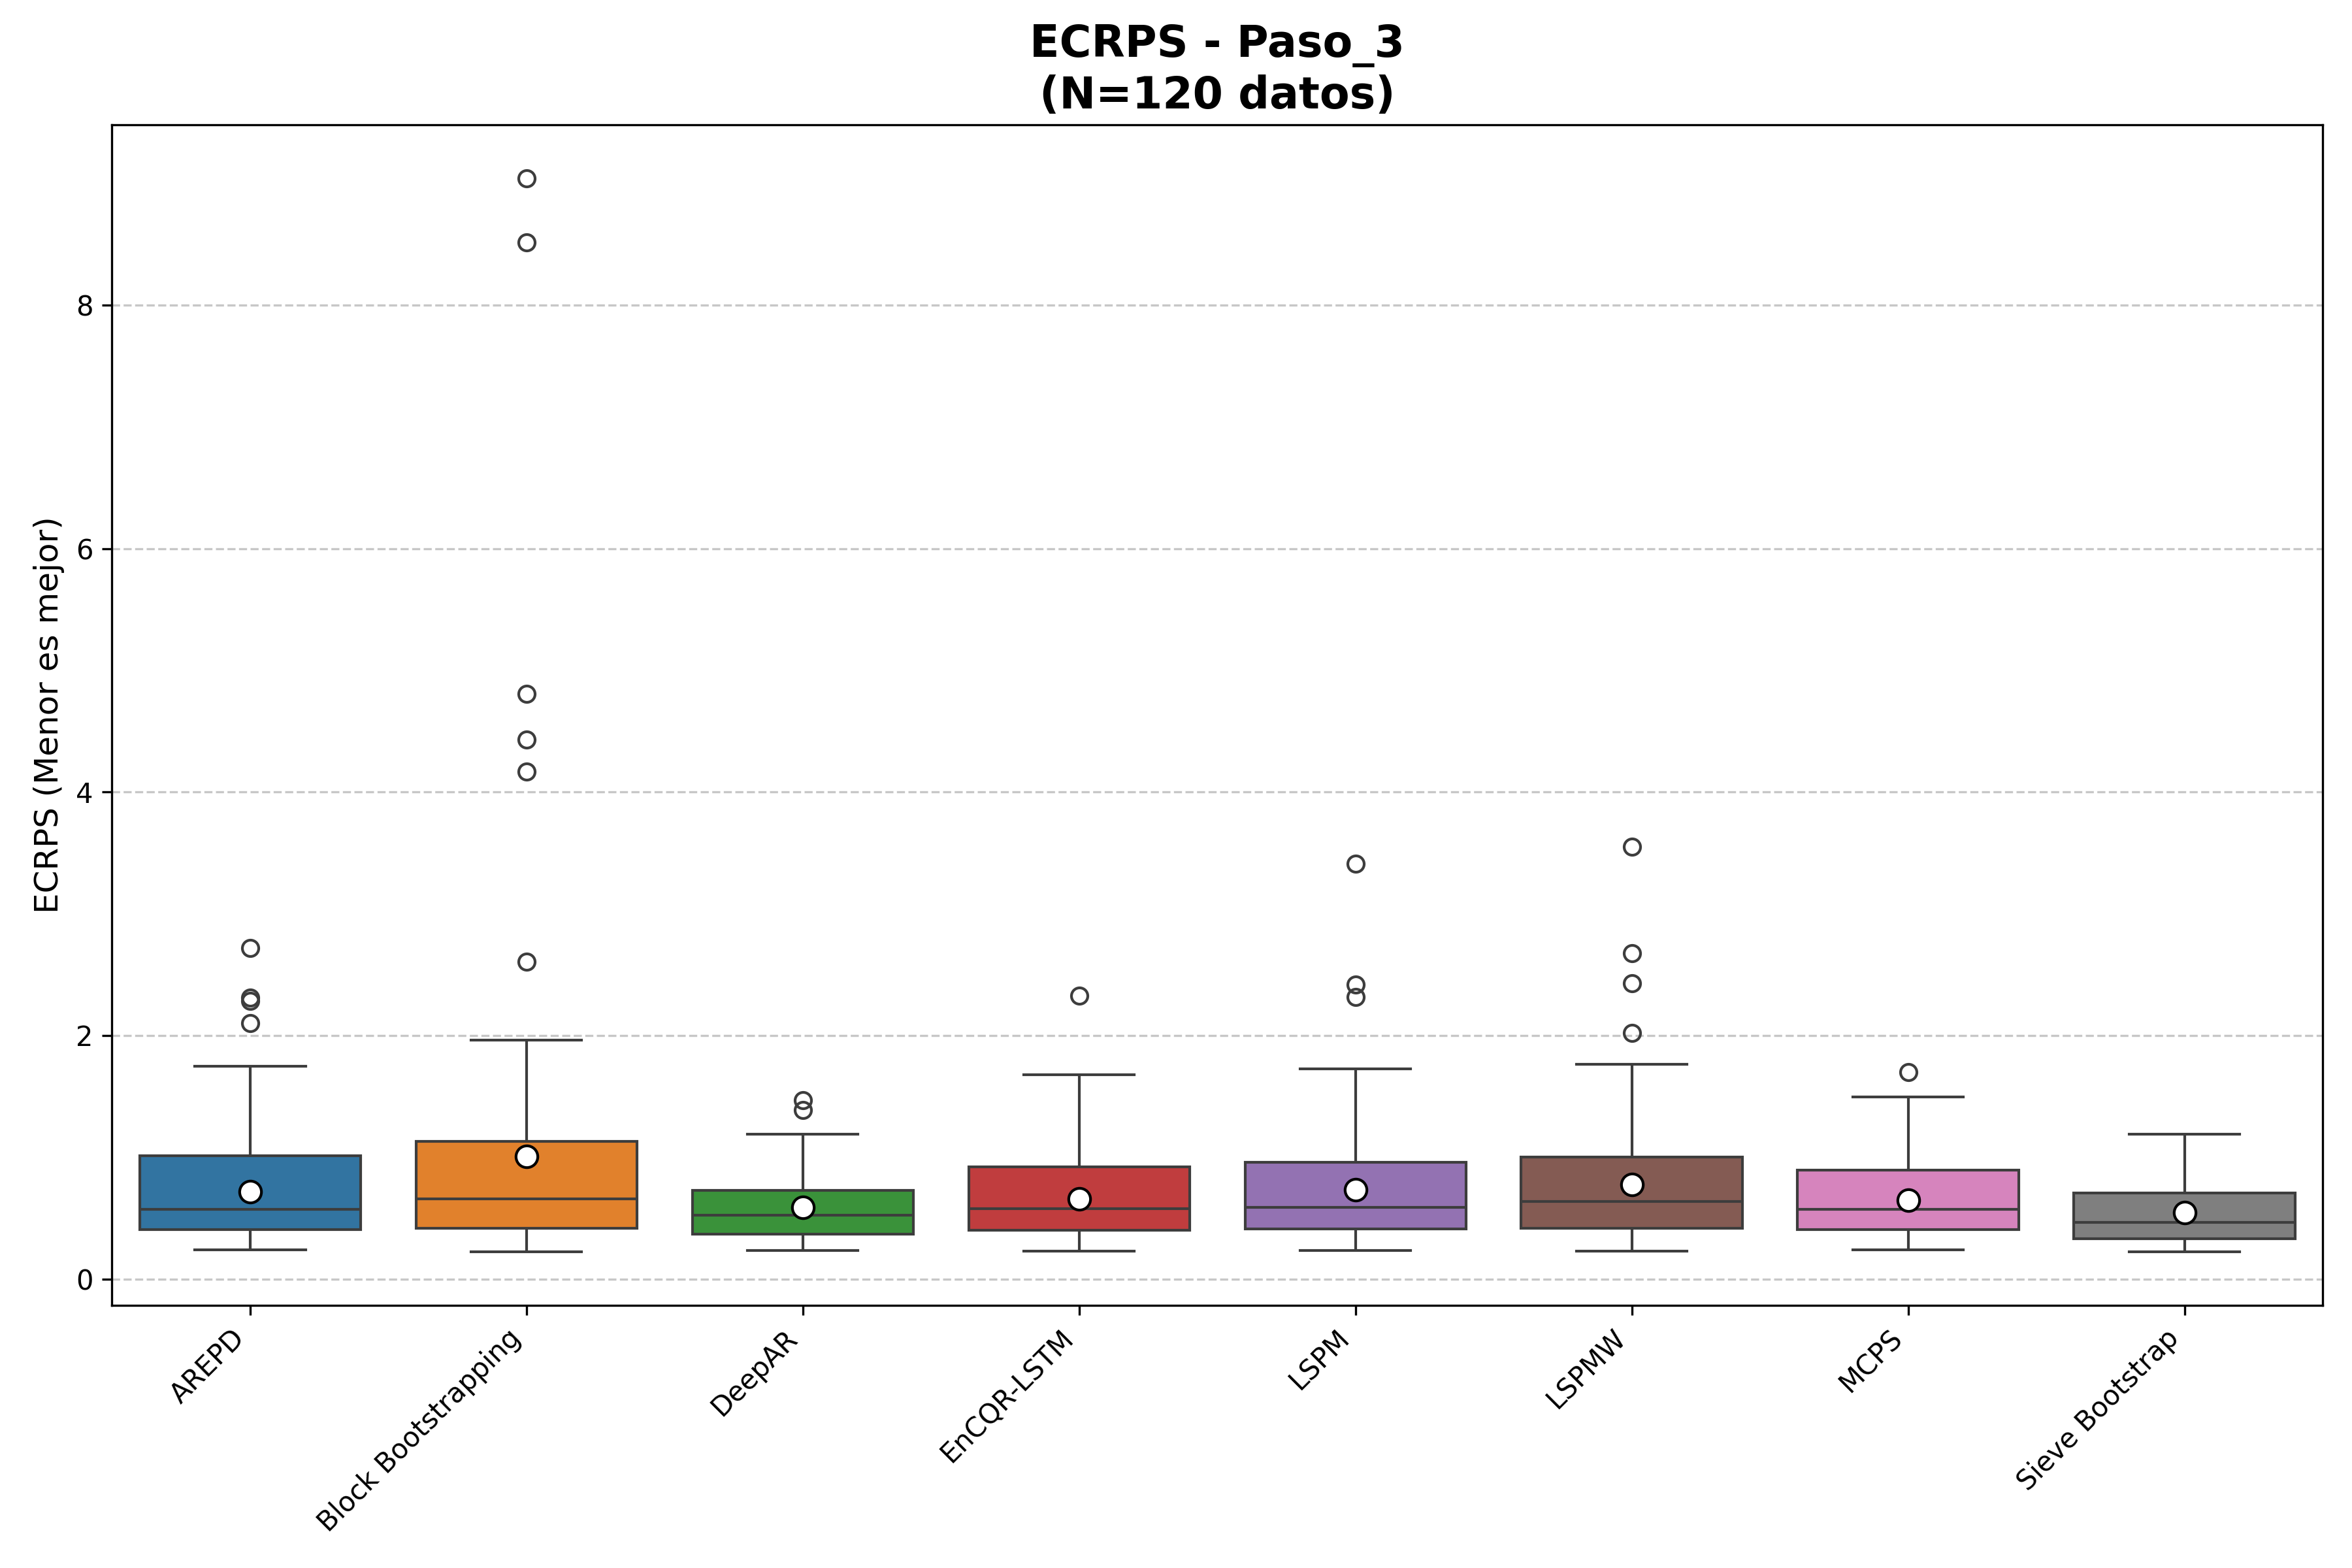 ECRPS - Paso_3
(N=120 datos)
ECRPS (Menor es mejor)
8
6
4
2
0
AREPD
Block Bootstrapping
DeepAR
EnCQR-LSTM
LSPM
LSPMW
MCPS
Sieve Bootstrap